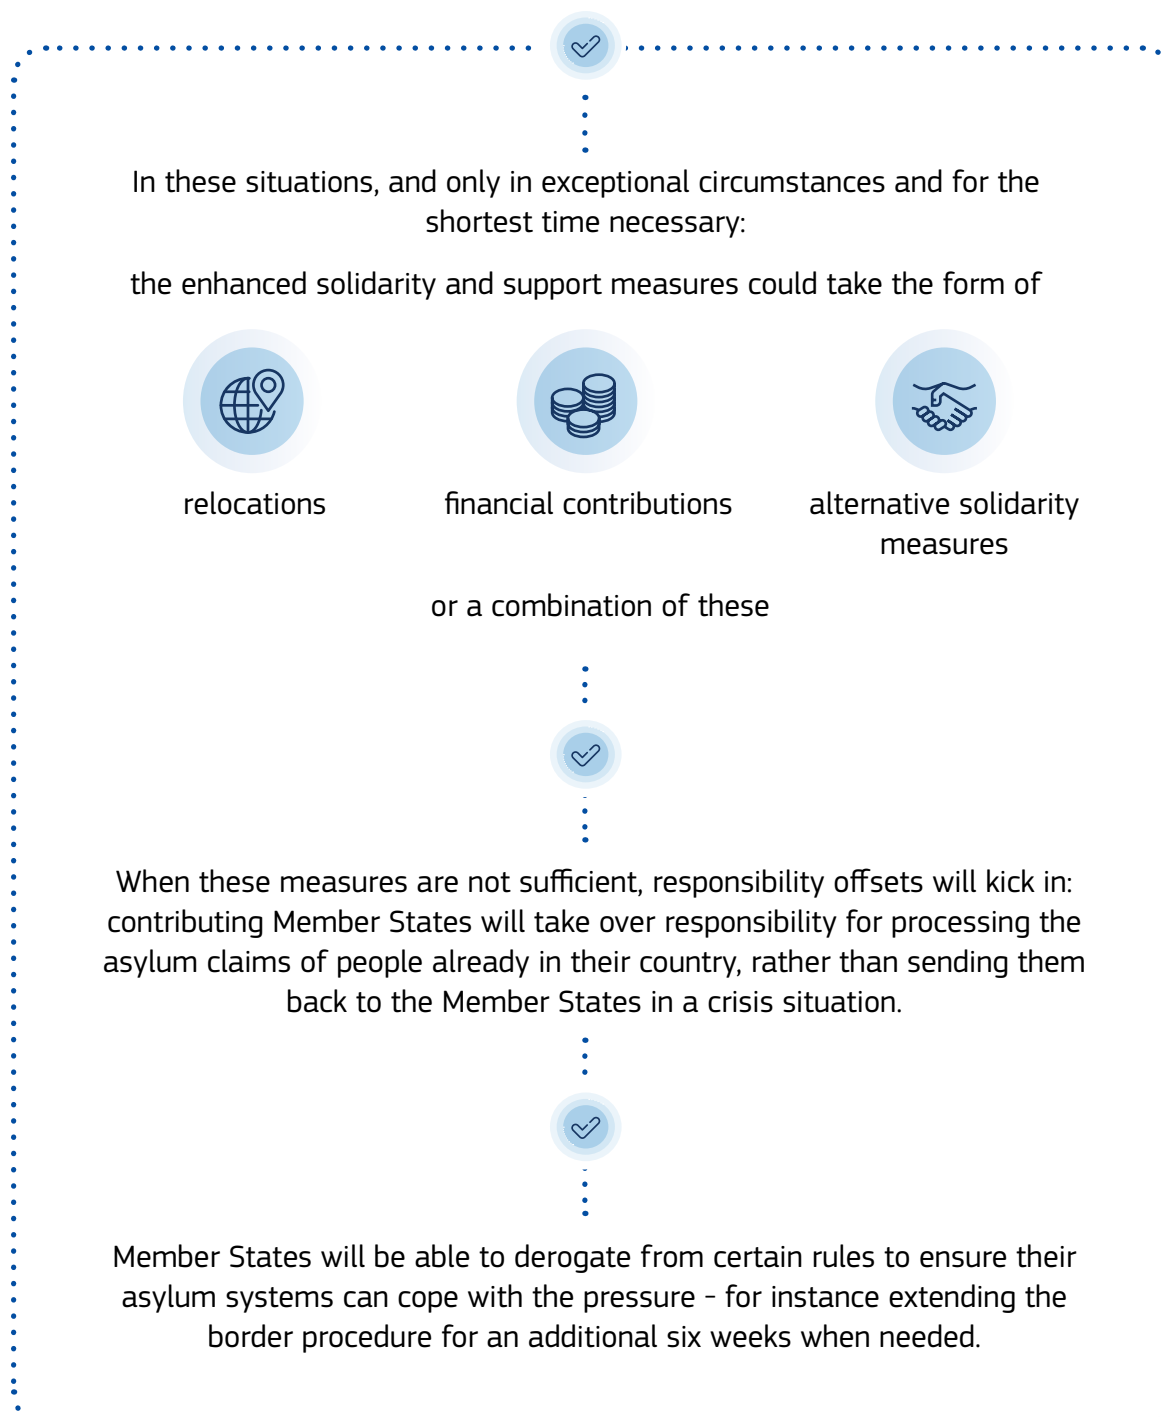 In these situations, and only in exceptional circumstances and for the
shortest time necessary:
the enhanced solidarity and support measures could take the form of
relocations
financial contributions
alternative solidarity
measures
or a combination of these
When these measures are not sufficient, responsibility offsets will kick in:
contributing Member States will take over responsibility for processing the
asylum claims of people already in their country, rather than sending them
back to the Member States in a crisis situation.
Member States will be able to derogate from certain rules to ensure their
asylum systems can cope with the pressure – for instance extending the
border procedure for an additional six weeks when needed.